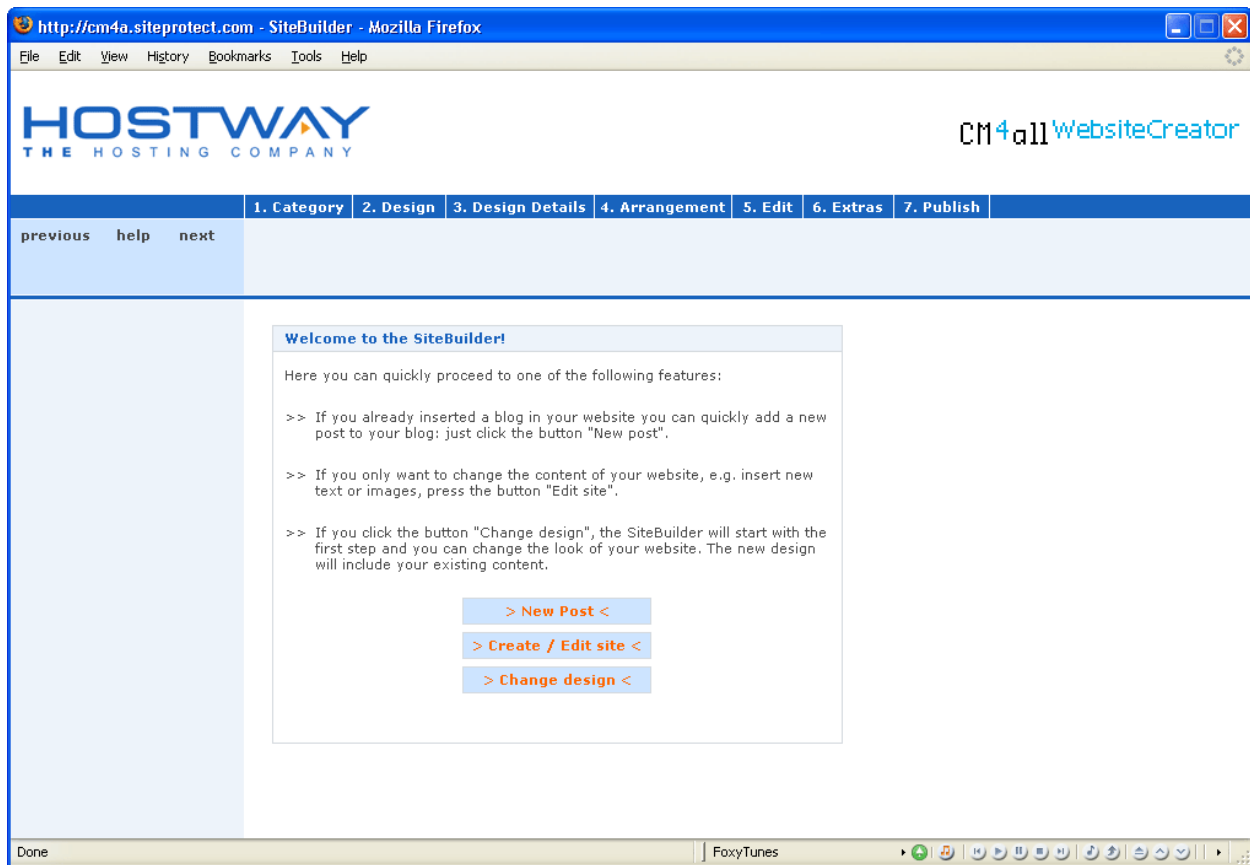 http://cm4a.siteprotect.com - SiteBuilder - Mozilla Firefox
File Edit View History Bookmarks Tools Help
HOSTWAY
THE HOSTING COMPANY
CM4all WebsiteCreator
1. Category 2. Design 3. Design Details 4. Arrangement 5. Edit 6. Extras 7. Publish
previous help next
Welcome to the SiteBuilder!
Here you can quickly proceed to one of the following features:
>> If you already inserted a blog in your website you can quickly add a new
post to your blog: just click the button "New post".
>> If you only want to change the content of your website, e.g. insert new
text or images, press the button "Edit site".
>> If you click the button "Change design", the SiteBuilder will start with the
first step and you can change the look of your website. The new design
will include your existing content.
> New Post <
> Create / Edit site <
> Change design <
Done FoxyTunes